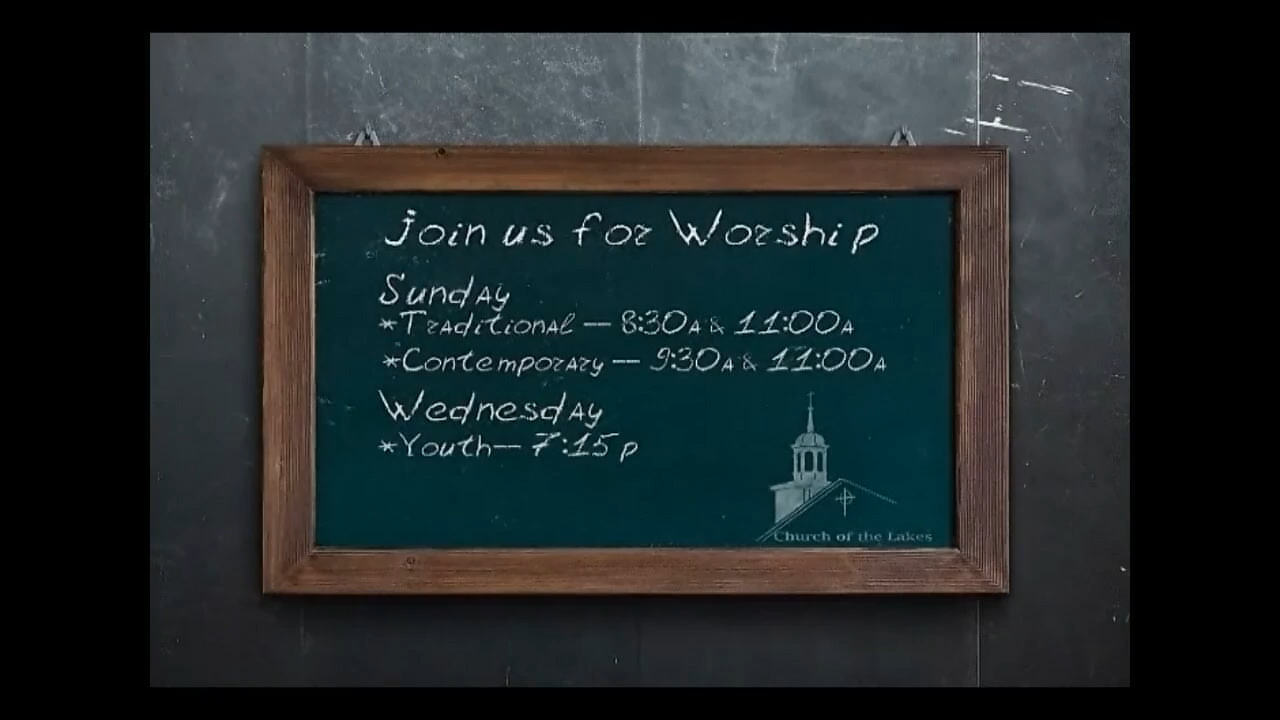 Join us for Worship
Sunday
*Traditional — 8:30A & 11:00A
*Contemporary — 9:30A & 11:00A
Wednesday
*Youth— 7:15p
Church of the Lakes